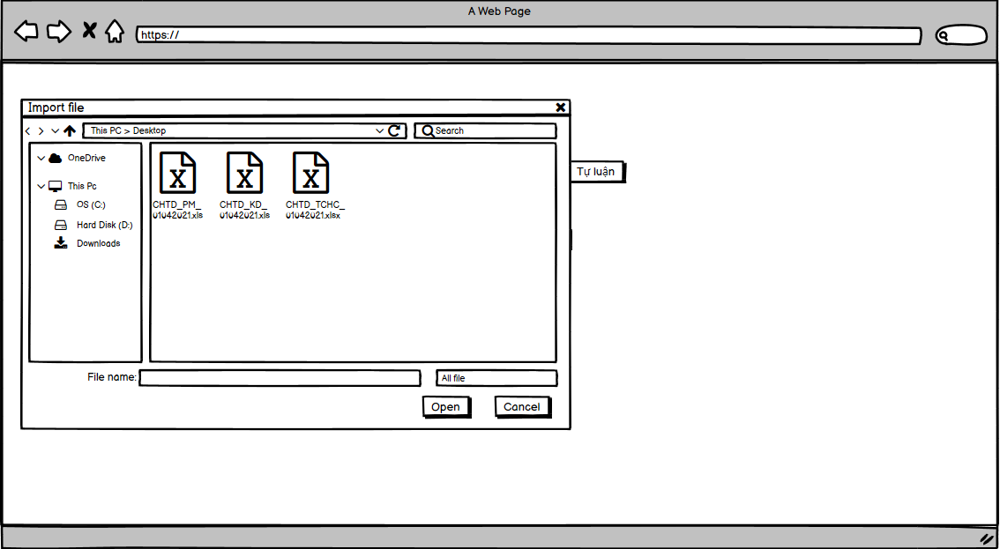 A Web Page
https://
Import file
This PC > Desktop
Search
OneDrive
This Pc
OS (C:)
Hard Disk (D:)
Downloads
CHTD_PM_
01042021.xls
CHTD_KD_
01042021.xls
CHTD_TCHC_
01042021.xlsx
Tự luận
File name:
All file
Open
Cancel